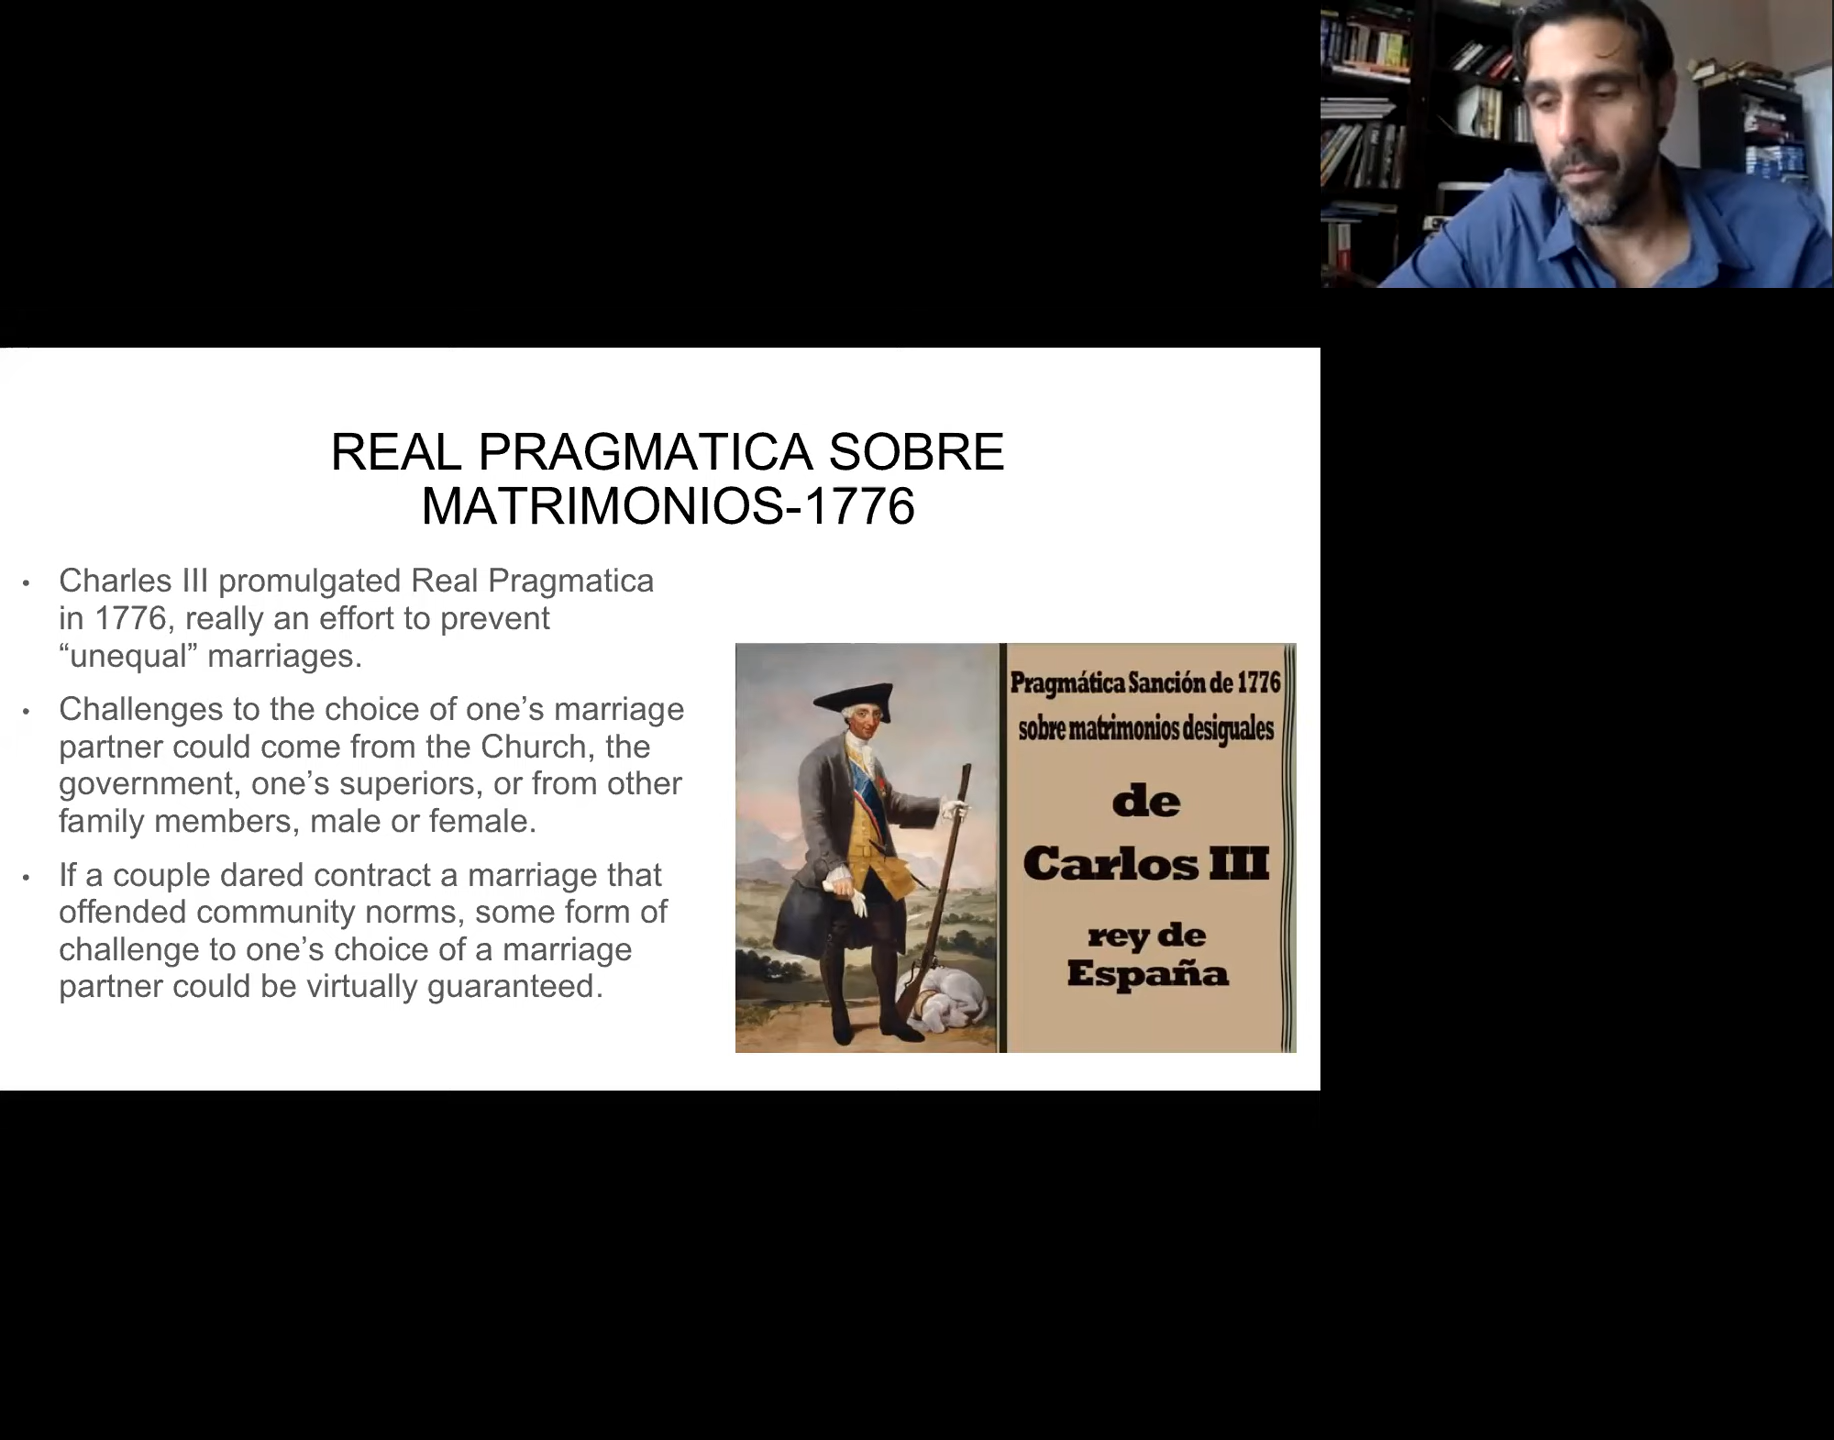 REAL PRAGMATICA SOBRE
MATRIMONIOS-1776
• Charles III promulgated Real Pragmatica
in 1776, really an effort to prevent
“unequal” marriages.
• Challenges to the choice of one’s marriage
partner could come from the Church, the
government, one’s superiors, or from other
family members, male or female.
• If a couple dared contract a marriage that
offended community norms, some form of
challenge to one’s choice of a marriage
partner could be virtually guaranteed.
Pragmática Sanción de 1776
sobre matrimonios desiguales
de
Carlos III
rey de
España